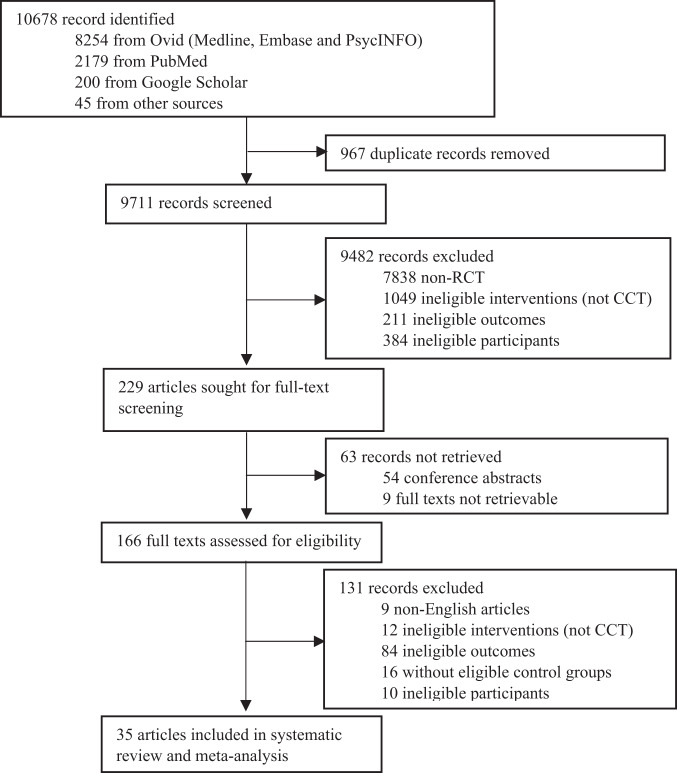 10678 record identified
8254 from Ovid (Medline, Embase and PsycINFO)
2179 from PubMed
200 from Google Scholar
45 from other sources
967 duplicate records removed
9711 records screened
9482 records excluded
7838 non-RCT
1049 ineligible interventions (not CCT)
211 ineligible outcomes
384 ineligible participants
229 articles sought for full-text
screening
63 records not retrieved
54 conference abstracts
9 full texts not retrievable
166 full texts assessed for eligibility
131 records excluded
9 non-English articles
12 ineligible interventions (not CCT)
84 ineligible outcomes
16 without eligible control groups
10 ineligible participants
35 articles included in systematic
review and meta-analysis